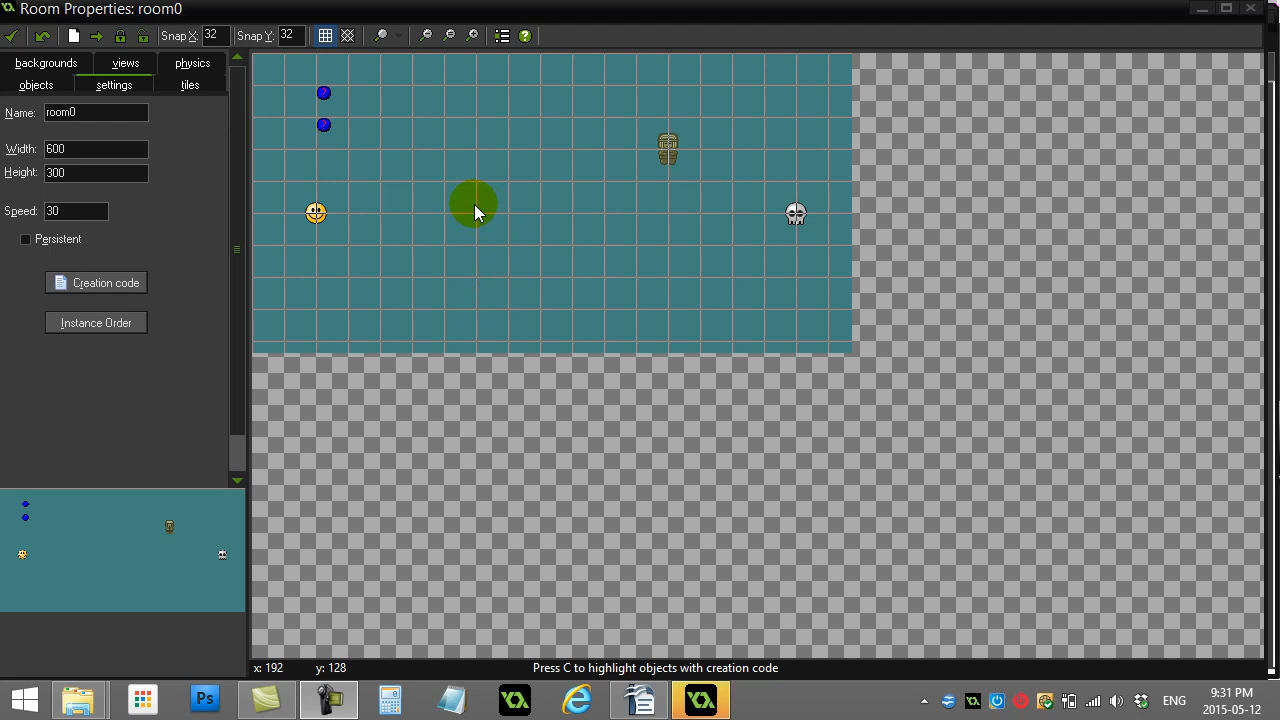 Room Properties: room0
Snap X: 32 Snap Y: 32
backgrounds views physics
objects settings tiles
Name: room0
Width: 600
Height: 300
Speed: 30
Persistent
Creation code
Instance Order
x: 192 y: 128 Press C to highlight objects with creation code
Ps
ENG
9:31 PM
2015-05-12